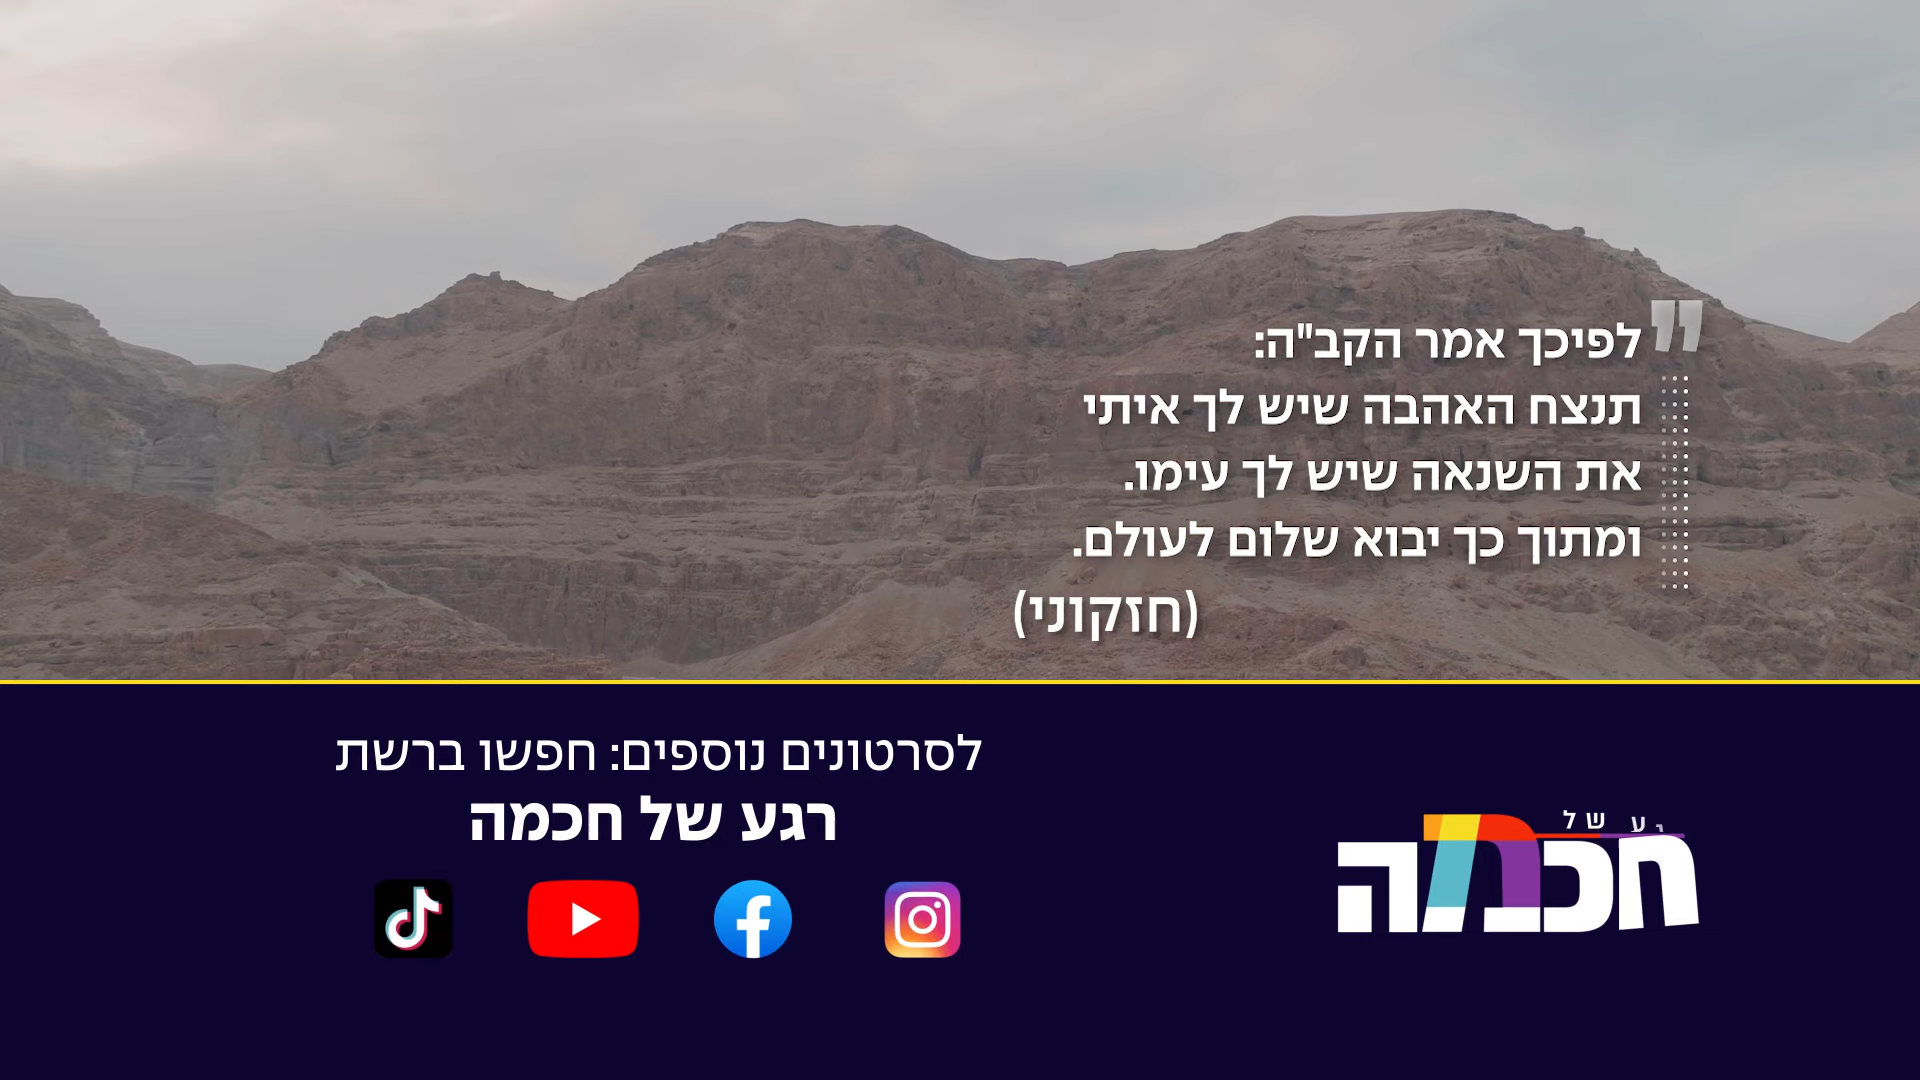 לפיכך אמר הקב"ה:
תנצח האהבה שיש לך איתי
את השנאה שיש לך עימו.
ומתוך כך יבוא שלום לעולם.
(חזקוני)
לסרטונים נוספים: חפשו ברשת
רגע של חכמה
של
חכמה